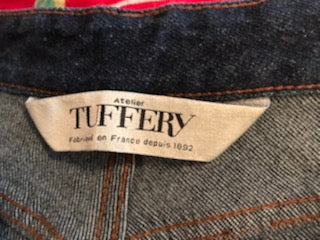 Atelier
TUFFERY
Fabriqué en France depuis 1892